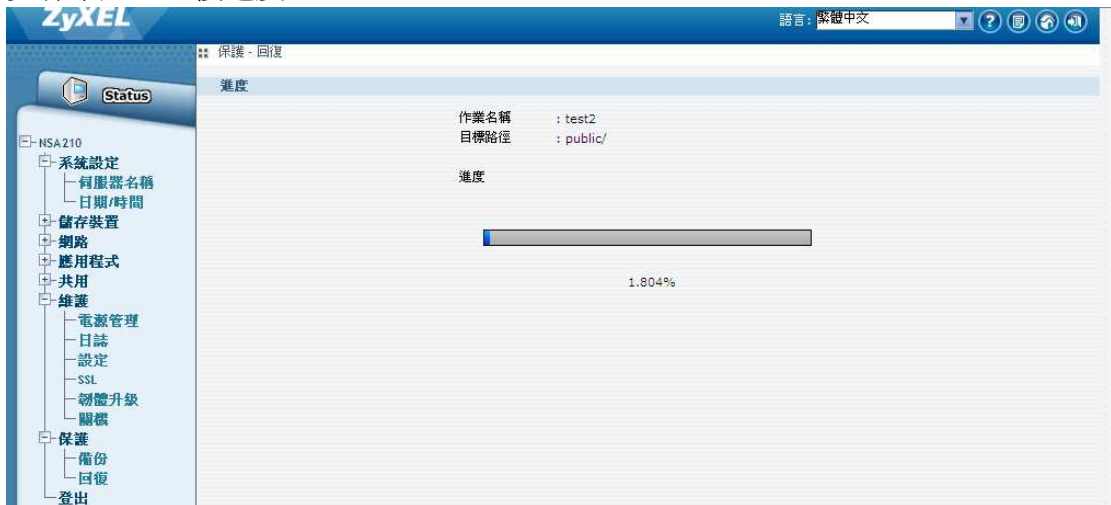 ZyXEL
語言: 繁體中文
保護 - 回復
Status
進度
作業名稱 : test2
目標路徑 : public/
進度
1.804%
NSA210
系統設定
伺服器名稱
日期/時間
儲存裝置
網路
應用程式
共用
維護
電源管理
日誌
設定
SSL
韌體升級
關機
保護
備份
回復
登出